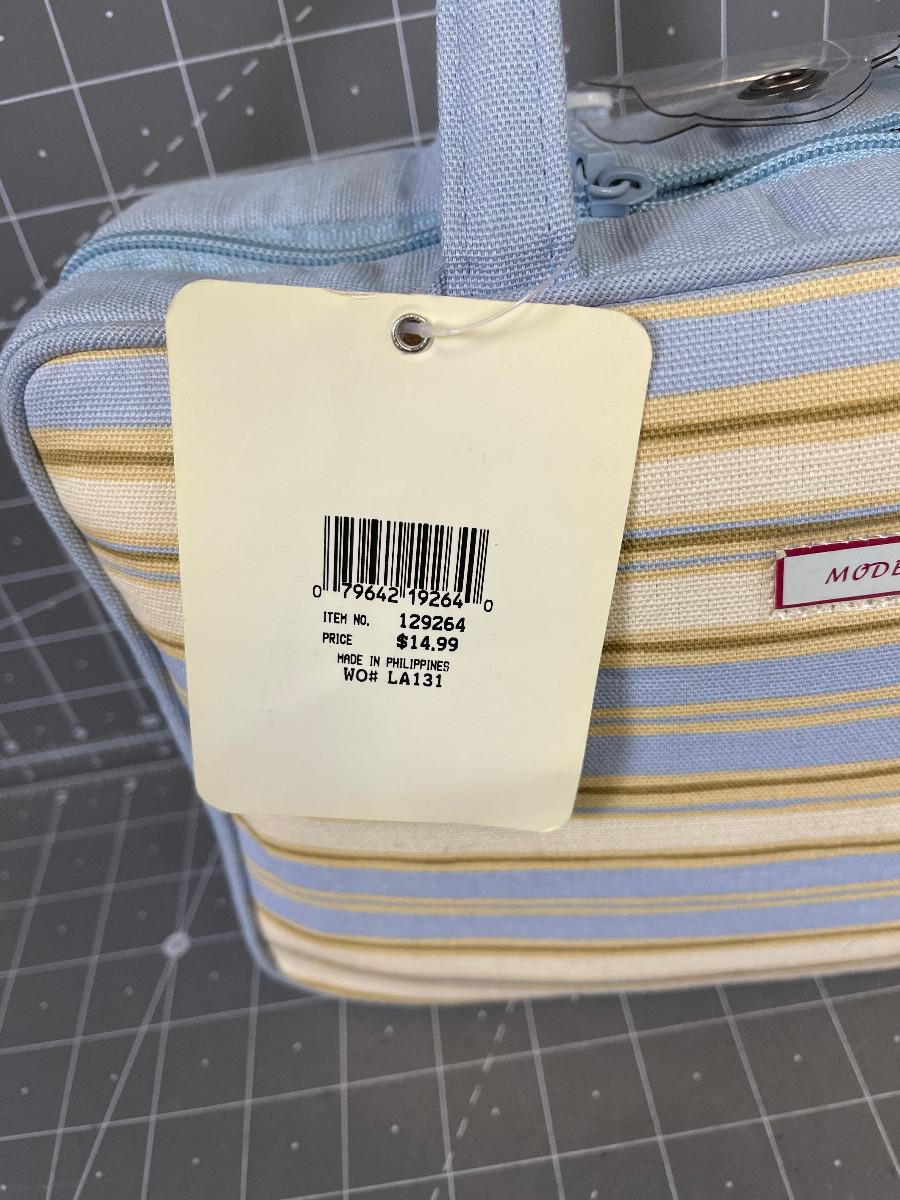 0 79642 19264 0
ITEM NO. 129264
PRICE $14.99
MADE IN PHILIPPINES
WO# LA131
MODE